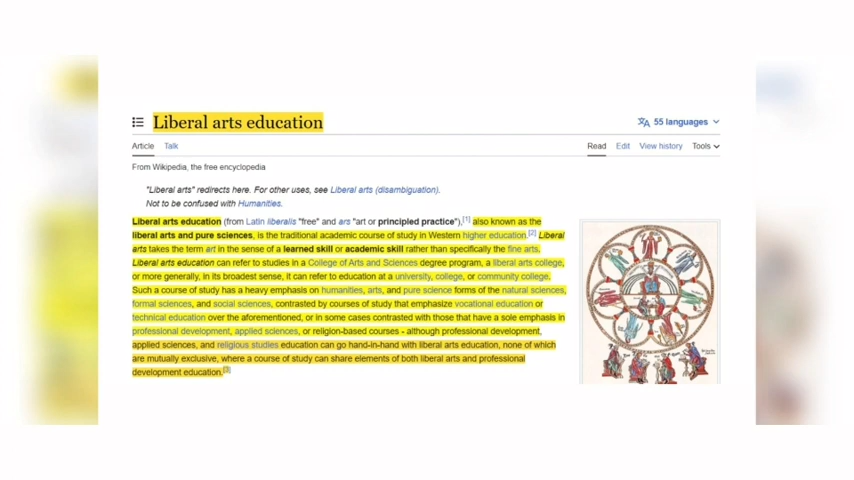 Liberal arts education
55 languages
Article Talk
Read Edit View history Tools
From Wikipedia, the free encyclopedia
"Liberal arts" redirects here. For other uses, see Liberal arts (disambiguation).
Not to be confused with Humanities.
Liberal arts education (from Latin liberalis "free" and ars "art or principled practice"),[1] also known as the
liberal arts and pure sciences, is the traditional academic course of study in Western higher education.[2] Liberal
arts takes the term art in the sense of a learned skill or academic skill rather than specifically the fine arts.
Liberal arts education can refer to studies in a College of Arts and Sciences degree program, a liberal arts college,
or more generally, in its broadest sense, it can refer to education at a university, college, or community college.
Such a course of study has a heavy emphasis on humanities, arts, and pure science forms of the natural sciences,
formal sciences, and social sciences, contrasted by courses of study that emphasize vocational education or
technical education over the aforementioned, or in some cases contrasted with those that have a sole emphasis in
professional development, applied sciences, or religion-based courses - although professional development,
applied sciences, and religious studies education can go hand-in-hand with liberal arts education, none of which
are mutually exclusive, where a course of study can share elements of both liberal arts and professional
development education.[3]